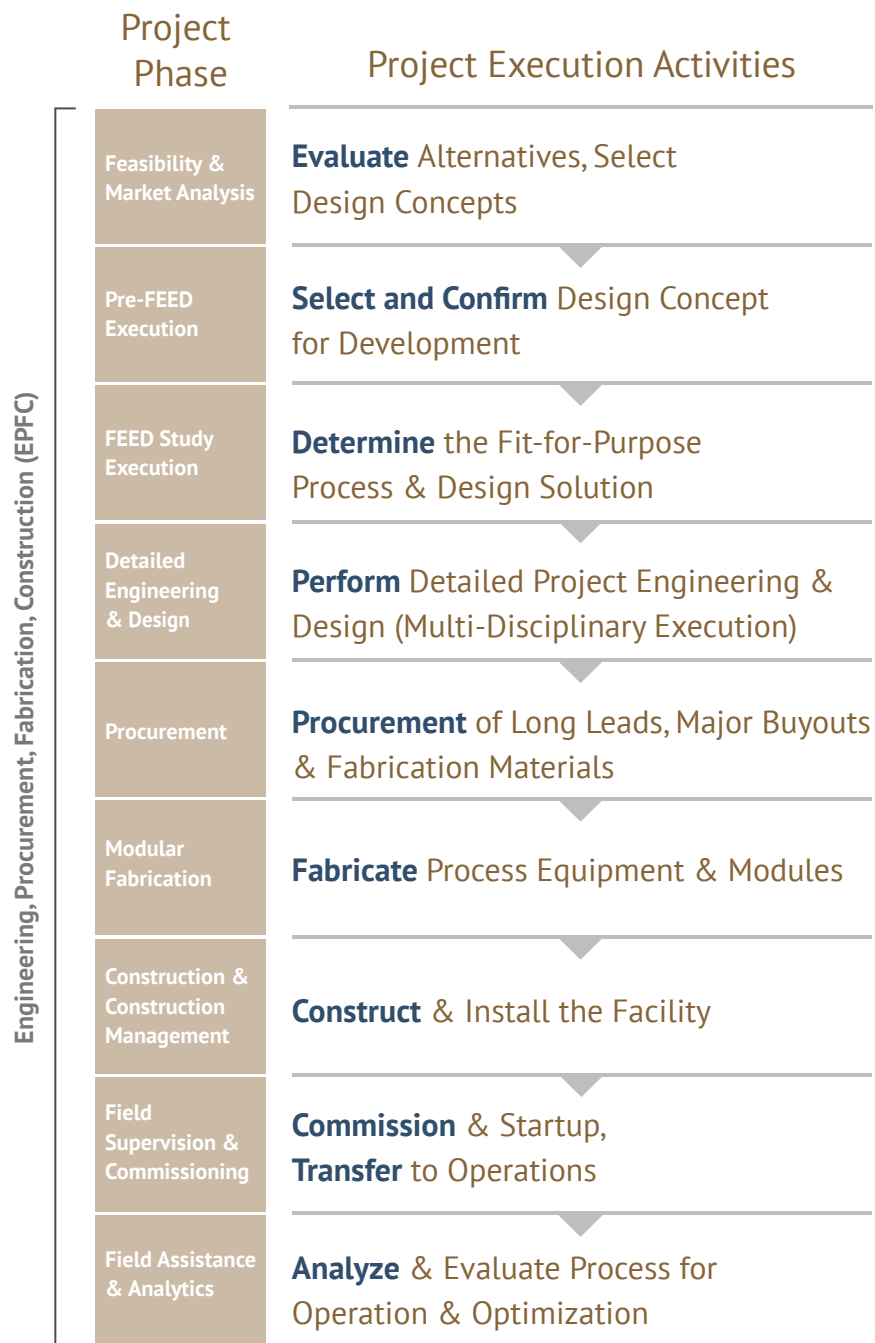 Project
Phase
Project Execution Activities
Engineering, Procurement, Fabrication, Construction (EPFC)
Feasibility &
Market Analysis
Evaluate Alternatives, Select
Design Concepts
Pre-FEED
Execution
Select and Confirm Design Concept
for Development
FEED Study
Execution
Determine the Fit-for-Purpose
Process & Design Solution
Detailed
Engineering
& Design
Perform Detailed Project Engineering &
Design (Multi-Disciplinary Execution)
Procurement
Procurement of Long Leads, Major Buyouts
& Fabrication Materials
Modular
Fabrication
Fabricate Process Equipment & Modules
Construction &
Construction
Management
Construct & Install the Facility
Field
Supervision &
Commissioning
Commission & Startup,
Transfer to Operations
Field Assistance
& Analytics
Analyze & Evaluate Process for
Operation & Optimization